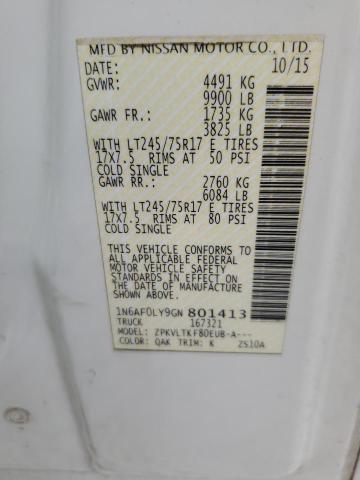 MFD BY NISSAN MOTOR CO., LTD.
DATE: 10/15
GVWR: 4491 KG
9900 LB
GAWR FR.: 1735 KG
3825 LB
WITH LT245/75R17 E TIRES
17X7.5 RIMS AT 50 PSI
COLD SINGLE
GAWR RR.: 2760 KG
6084 LB
WITH LT245/75R17 E TIRES
17X7.5 RIMS AT 80 PSI
COLD SINGLE
THIS VEHICLE CONFORMS TO
ALL APPLICABLE FEDERAL
MOTOR VEHICLE SAFETY
STANDARDS IN EFFECT ON
THE DATE OF MANUFACTURE
SHOWN ABOVE.
1N6AF0LY9GN 801413
TRUCK 167321
MODEL: ZPKVLTKF80EUB-A---
COLOR: QAK TRIM: K ZS10A